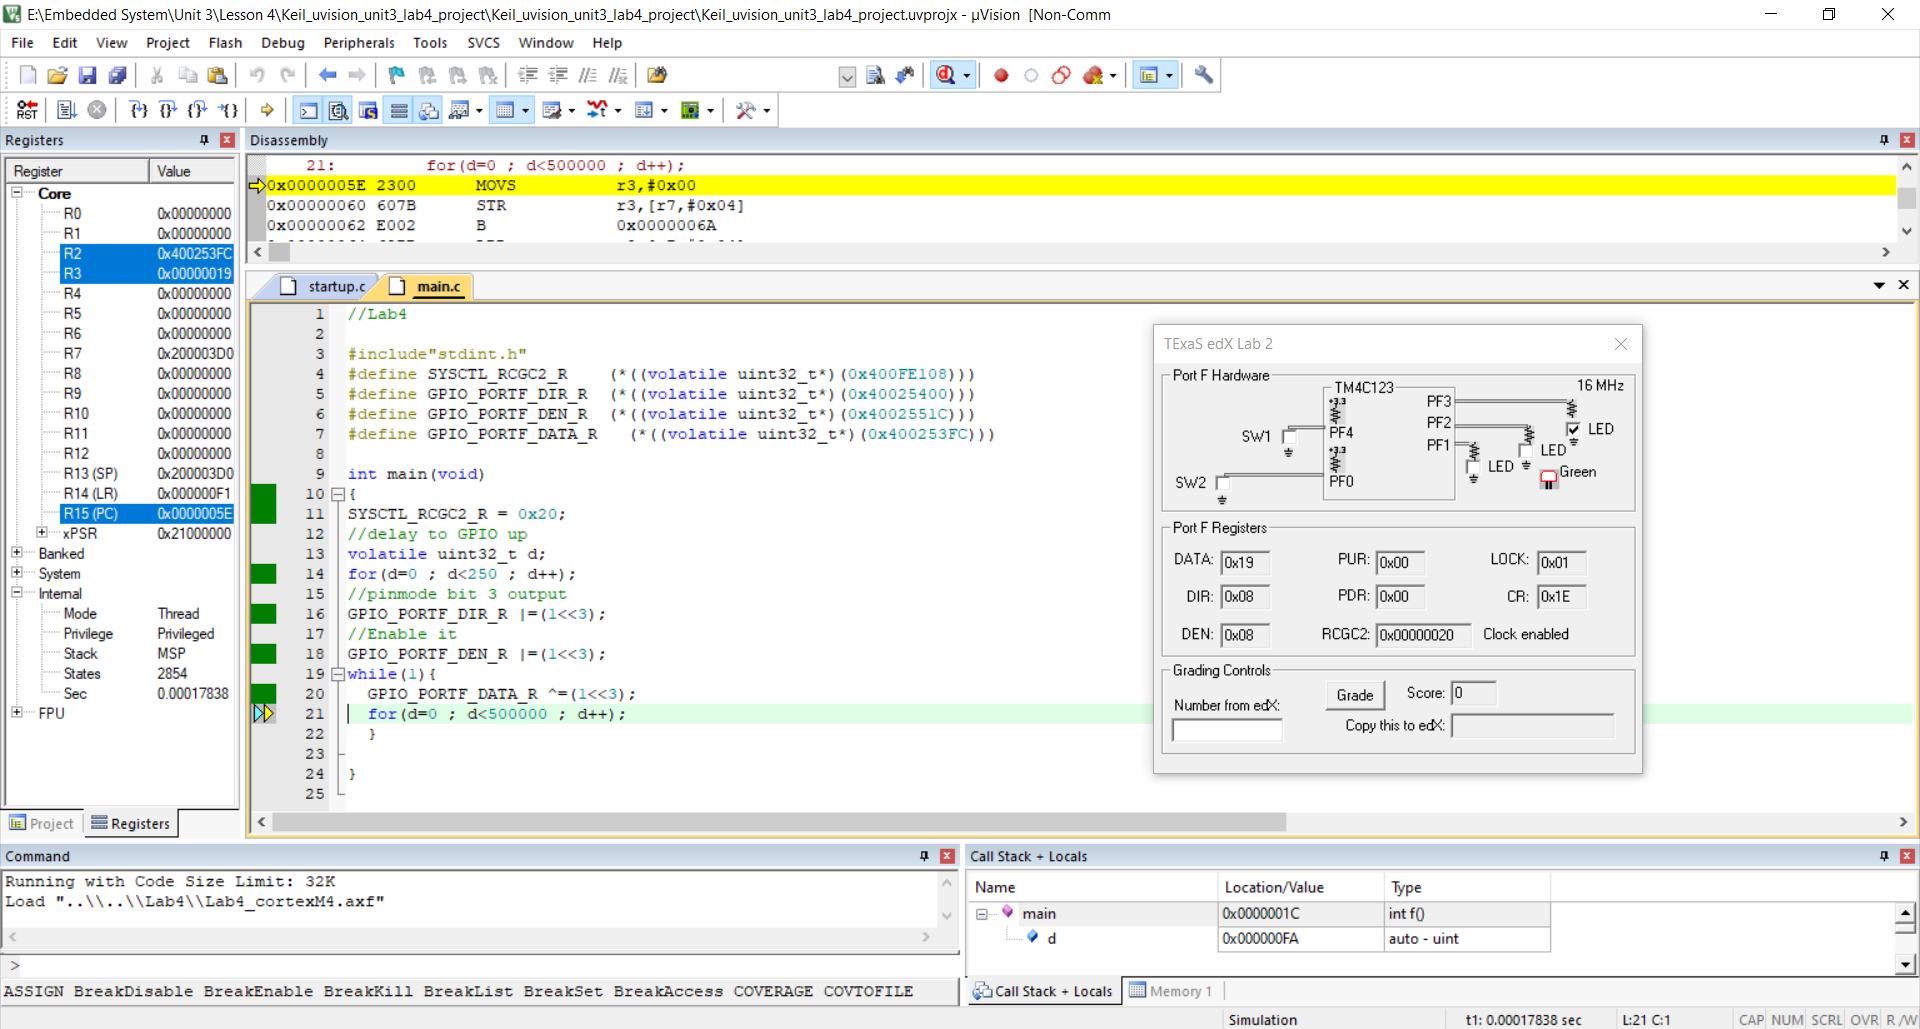 E:\Embedded System\Unit 3\Lesson 4\Keil_uvision_unit3_lab4_project\Keil_uvision_unit3_lab4_project\Keil_uvision_unit3_lab4_project.uvprojx - µVision  [Non-Comm
File Edit View Project Flash Debug Peripherals Tools SVCS Window Help
Registers
Register Value
Core
R0 0x00000000
R1 0x00000000
R2 0x400253FC
R3 0x00000019
R4 0x00000000
R5 0x00000000
R6 0x00000000
R7 0x200003D0
R8 0x00000000
R9 0x00000000
R10 0x00000000
R11 0x00000000
R12 0x00000000
R13 (SP) 0x200003D0
R14 (LR) 0x000000F1
R15 (PC) 0x0000005E
xPSR 0x21000000
Banked
System
Internal
Mode Thread
Privilege Privileged
Stack MSP
States 2854
Sec 0.00017838
FPU
Project Registers
Disassembly
21: for(d=0 ; d<500000 ; d++);
0x0000005E 2300 MOVS r3,#0x00
0x00000060 607B STR r3,[r7,#0x04]
0x00000062 E002 B 0x0000006A
startup.c main.c
1 //Lab4
2
3 #include"stdint.h"
4 #define SYSCTL_RCGC2_R (*((volatile uint32_t*)(0x400FE108)))
5 #define GPIO_PORTF_DIR_R (*((volatile uint32_t*)(0x40025400)))
6 #define GPIO_PORTF_DEN_R (*((volatile uint32_t*)(0x4002551C)))
7 #define GPIO_PORTF_DATA_R (*((volatile uint32_t*)(0x400253FC)))
8
9 int main(void)
10 {
11 SYSCTL_RCGC2_R = 0x20;
12 //delay to GPIO up
13 volatile uint32_t d;
14 for(d=0 ; d<250 ; d++);
15 //pinmode bit 3 output
16 GPIO_PORTF_DIR_R |=(1<<3);
17 //Enable it
18 GPIO_PORTF_DEN_R |=(1<<3);
19 while(1){
20 GPIO_PORTF_DATA_R ^=(1<<3);
21 for(d=0 ; d<500000 ; d++);
22 }
23
24 }
25
TExaS edX Lab 2
Port F Hardware
TM4C123
16 MHz
+3.3
PF3
PF2
PF1
SW1
PF4
LED
LED
LED
+3.3
Green
SW2
PF0
Port F Registers
DATA: 0x19 PUR: 0x00 LOCK: 0x01
DIR: 0x08 PDR: 0x00 CR: 0x1E
DEN: 0x08 RCGC2: 0x00000020 Clock enabled
Grading Controls
Number from edX:
Grade
Score: 0
Copy this to edX:
Command
Running with Code Size Limit: 32K
Load "..\\..\\Lab4\\Lab4_cortexM4.axf"
>
ASSIGN BreakDisable BreakEnable BreakKill BreakList BreakSet BreakAccess COVERAGE COVTOFILE
Call Stack + Locals
Name Location/Value Type
main 0x0000001C int f()
d 0x000000FA auto - uint
Call Stack + Locals Memory 1
Simulation t1: 0.00017838 sec L:21 C:1 CAP NUM SCRL OVR R/W